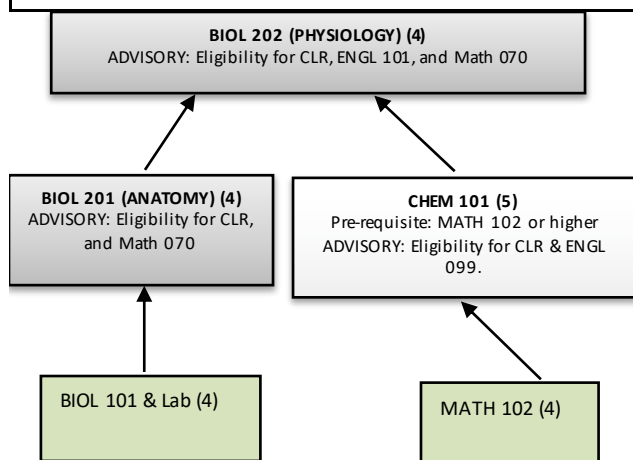 BIOL 202 (PHYSIOLOGY) (4)
ADVISORY: Eligibility for CLR, ENGL 101, and Math 070
BIOL 201 (ANATOMY) (4)
ADVISORY: Eligibility for CLR,
and Math 070
CHEM 101 (5)
Pre-requisite: MATH 102 or higher
ADVISORY: Eligibility for CLR & ENGL
099.
BIOL 101 & Lab (4)
MATH 102 (4)